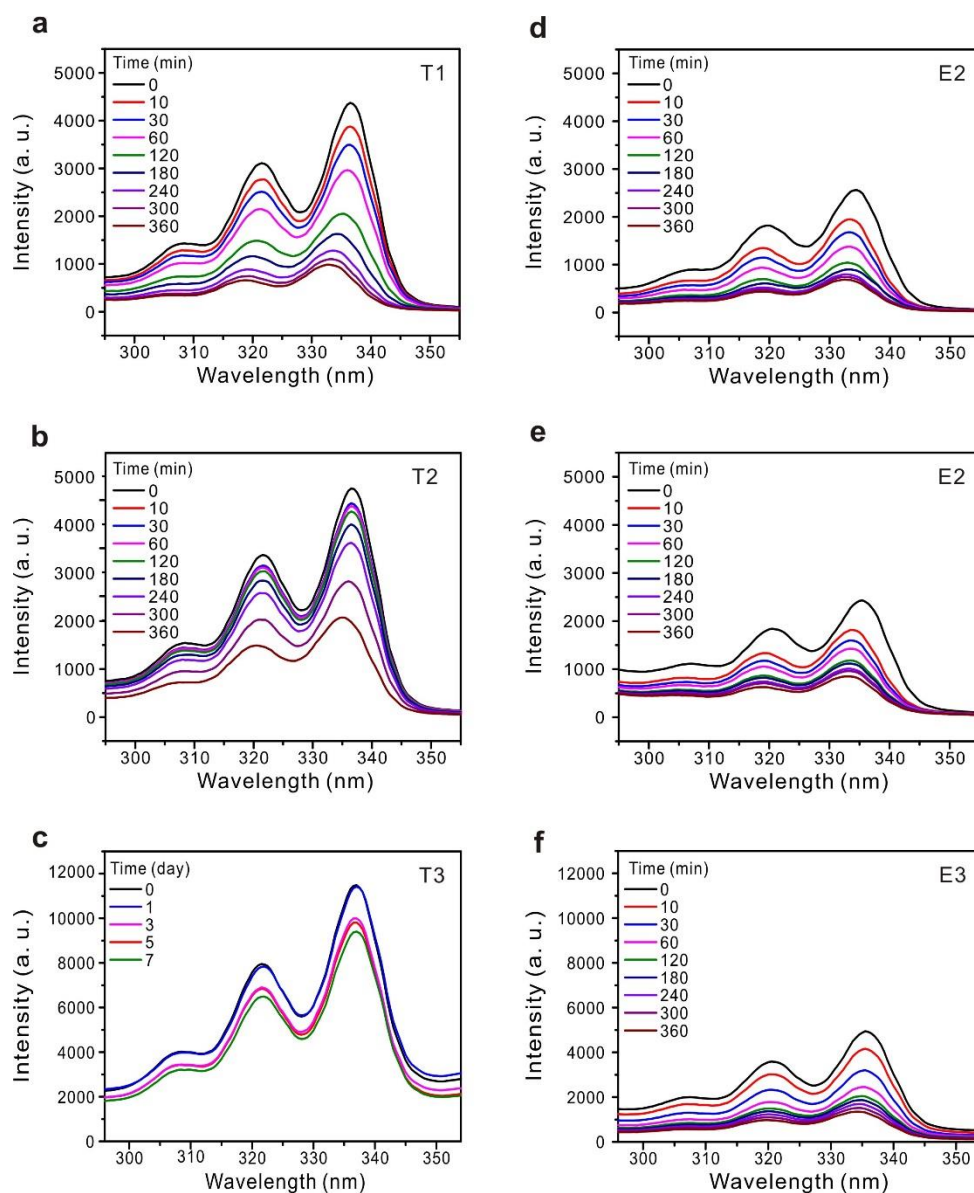 a
T1
Time (min)
0
10
30
60
120
180
240
300
360
5000
4000
3000
2000
1000
0
Intensity (a. u.)
300 310 320 330 340 350
Wavelength (nm)
d
E2
Time (min)
0
10
30
60
120
180
240
300
360
5000
4000
3000
2000
1000
0
Intensity (a. u.)
300 310 320 330 340 350
Wavelength (nm)
b
T2
Time (min)
0
10
30
60
120
180
240
300
360
5000
4000
3000
2000
1000
0
Intensity (a. u.)
300 310 320 330 340 350
Wavelength (nm)
e
E2
Time (min)
0
10
30
60
120
180
240
300
360
5000
4000
3000
2000
1000
0
Intensity (a. u.)
300 310 320 330 340 350
Wavelength (nm)
c
T3
Time (day)
0
1
3
5
7
12000
10000
8000
6000
4000
2000
0
Intensity (a. u.)
300 310 320 330 340 350
Wavelength (nm)
f
E3
Time (min)
0
10
30
60
120
180
240
300
360
12000
10000
8000
6000
4000
2000
0
Intensity (a. u.)
300 310 320 330 340 350
Wavelength (nm)